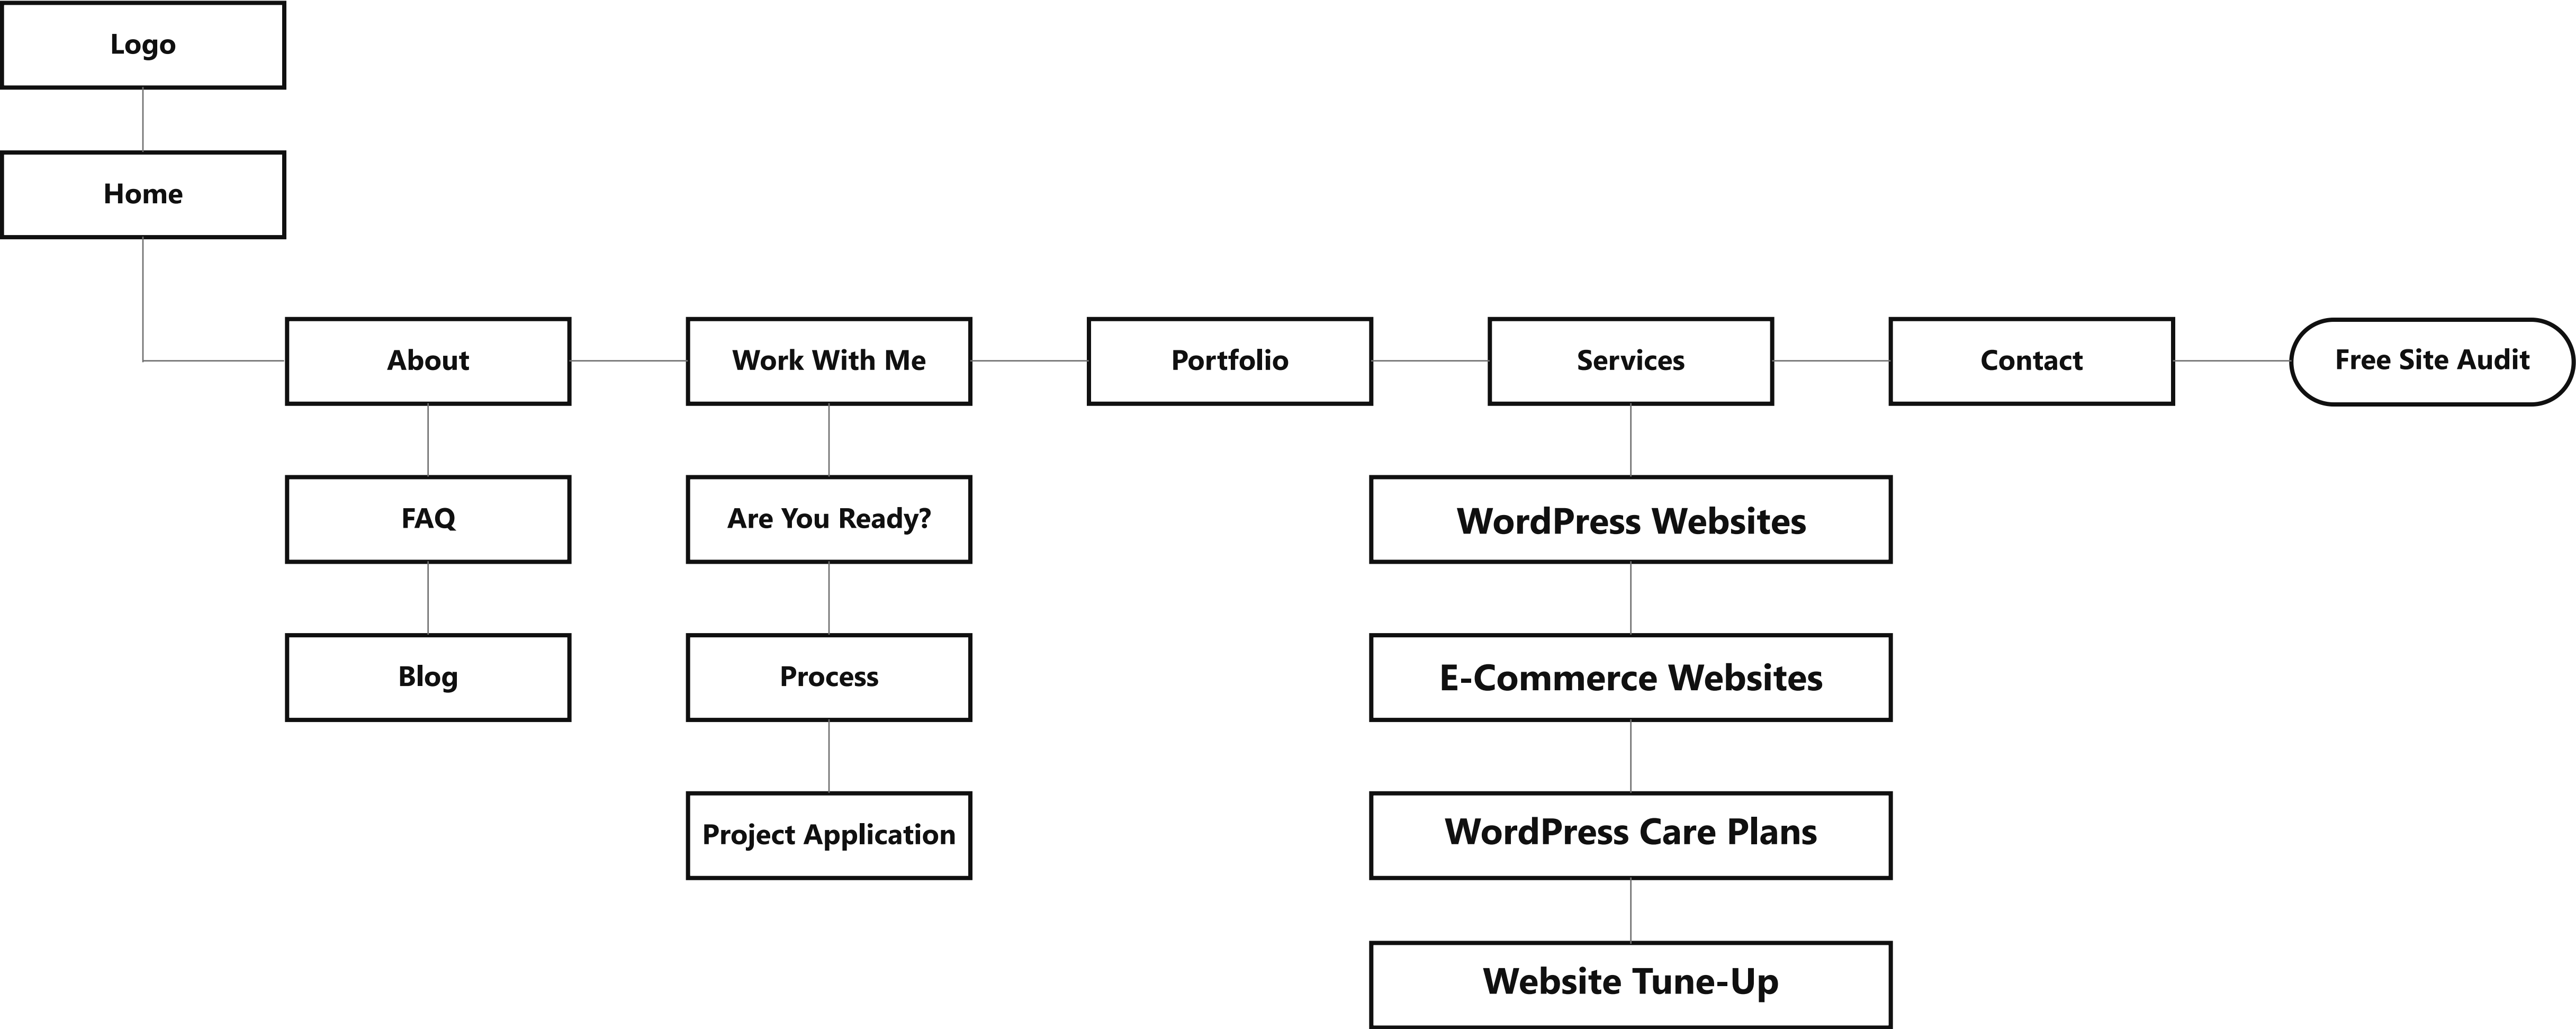 Logo
Home
About
Work With Me
Portfolio
Services
Contact
Free Site Audit
FAQ
Are You Ready?
WordPress Websites
Blog
Process
E-Commerce Websites
Project Application
WordPress Care Plans
Website Tune-Up